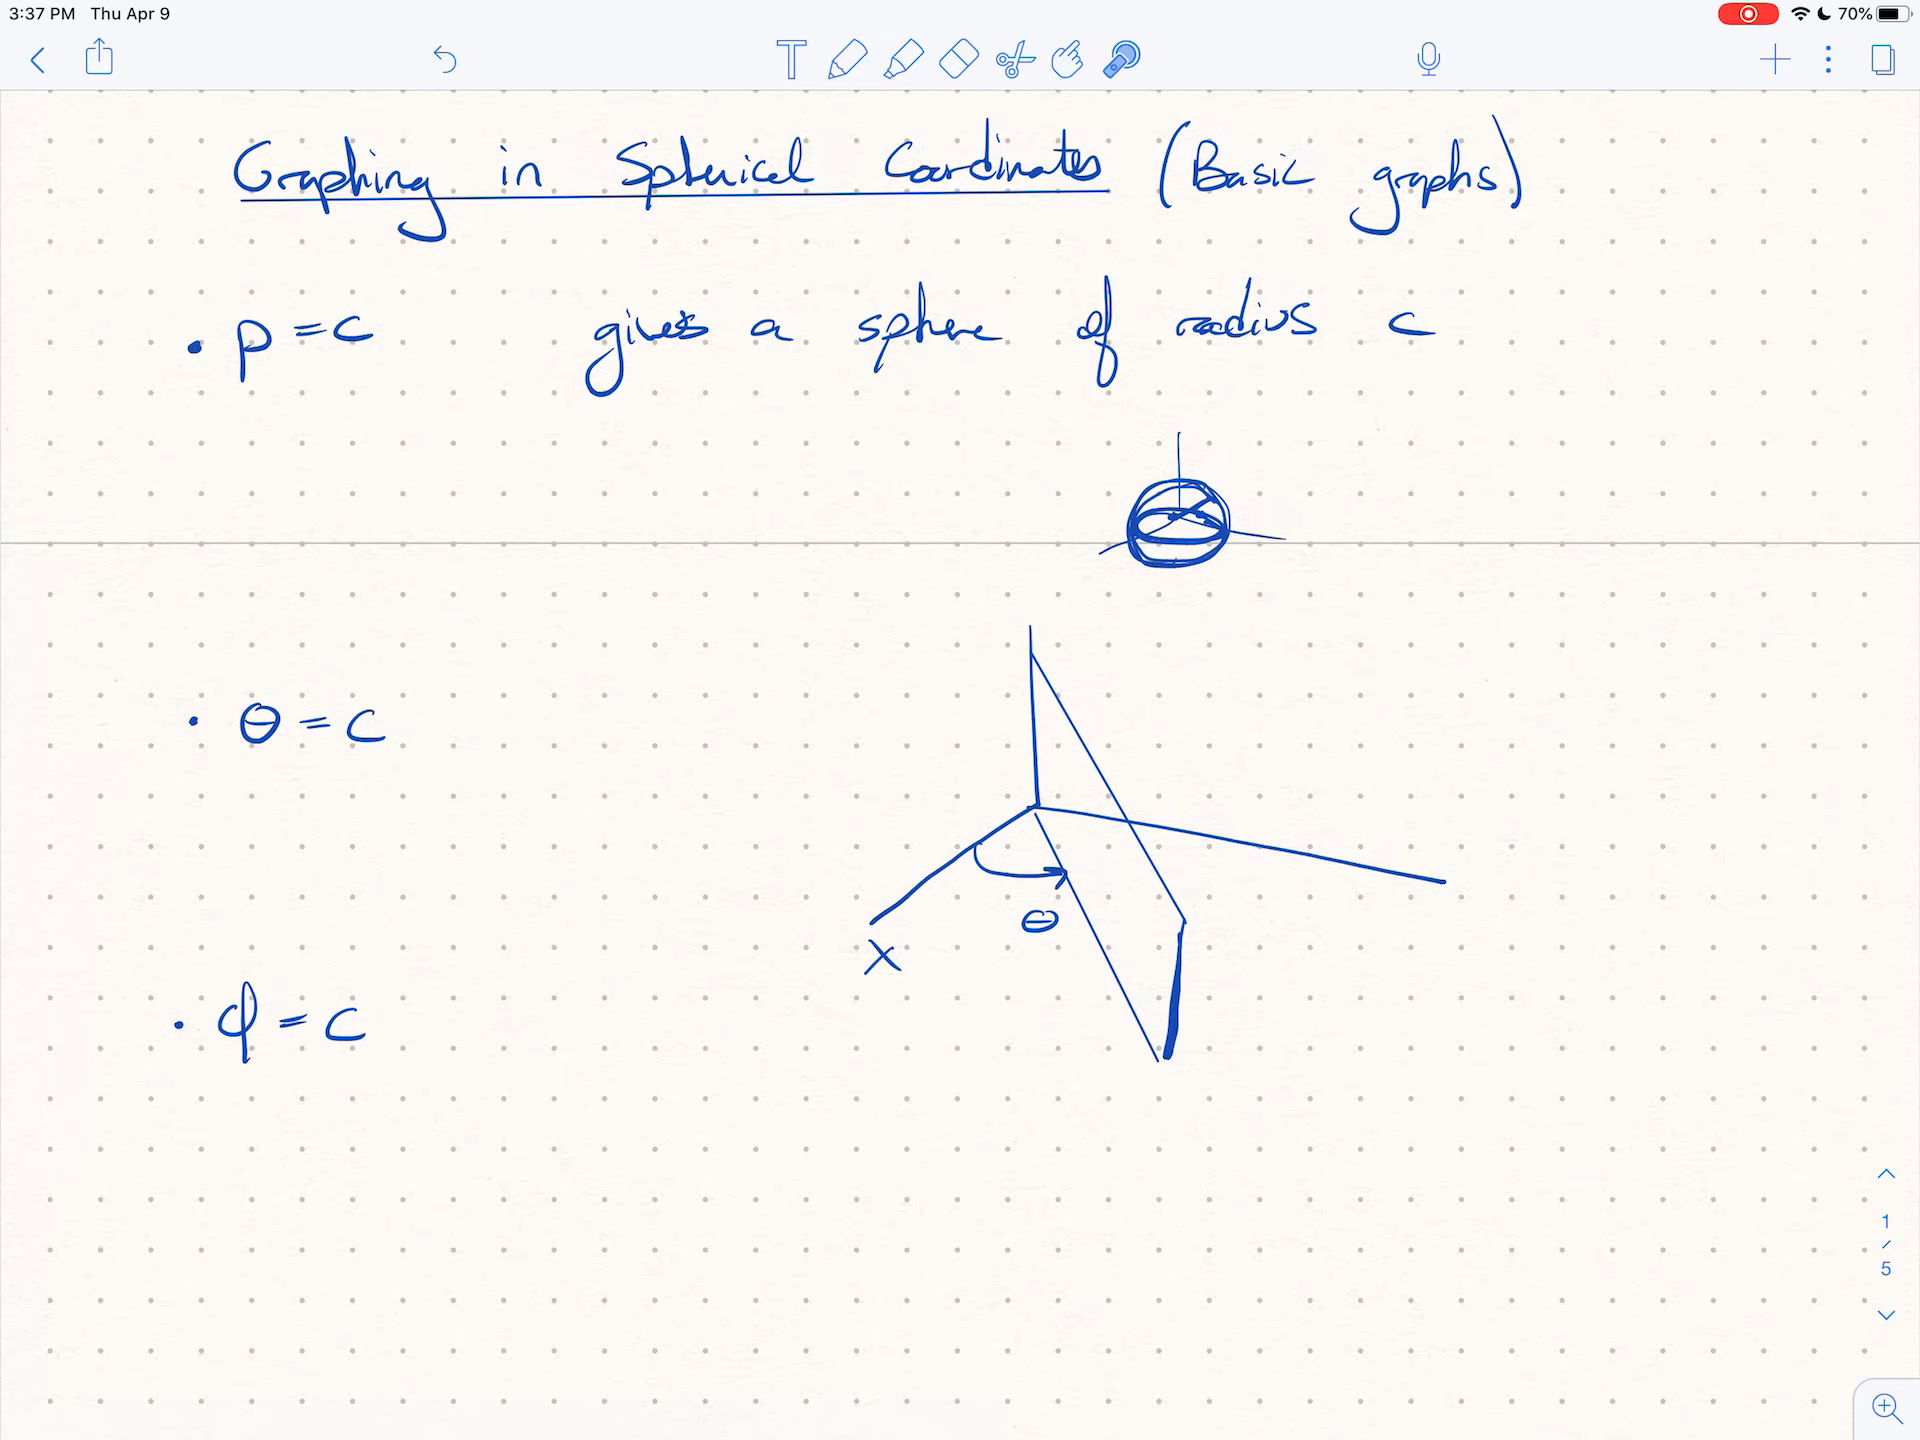 3:37 PM Thu Apr 9
70%
T
Graphing in Spherical Coordinates (Basic graphs)
• ρ = c gives a sphere of radius c
• θ = c
θ
X
• φ = c
1
/
5